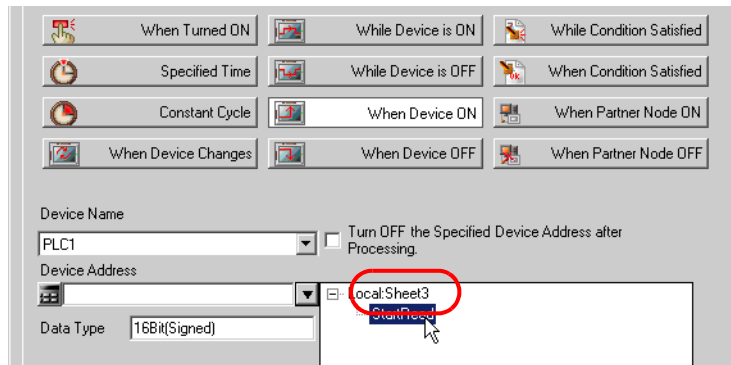 When Turned ON
While Device is ON
While Condition Satisfied
Specified Time
While Device is OFF
When Condition Satisfied
Constant Cycle
When Device ON
When Partner Node ON
When Device Changes
When Device OFF
When Partner Node OFF
Device Name
PLC1
Turn OFF the Specified Device Address after
Processing.
Device Address
Local:Sheet3
StartRead
Data Type
16Bit(Signed)